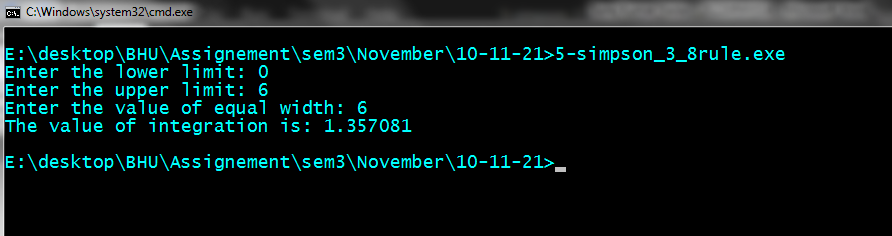 C:\Windows\system32\cmd.exe
E:\desktop\BHU\Assignement\sem3\November\10-11-21>5-simpson_3_8rule.exe
Enter the lower limit: 0
Enter the upper limit: 6
Enter the value of equal width: 6
The value of integration is: 1.357081
E:\desktop\BHU\Assignement\sem3\November\10-11-21>